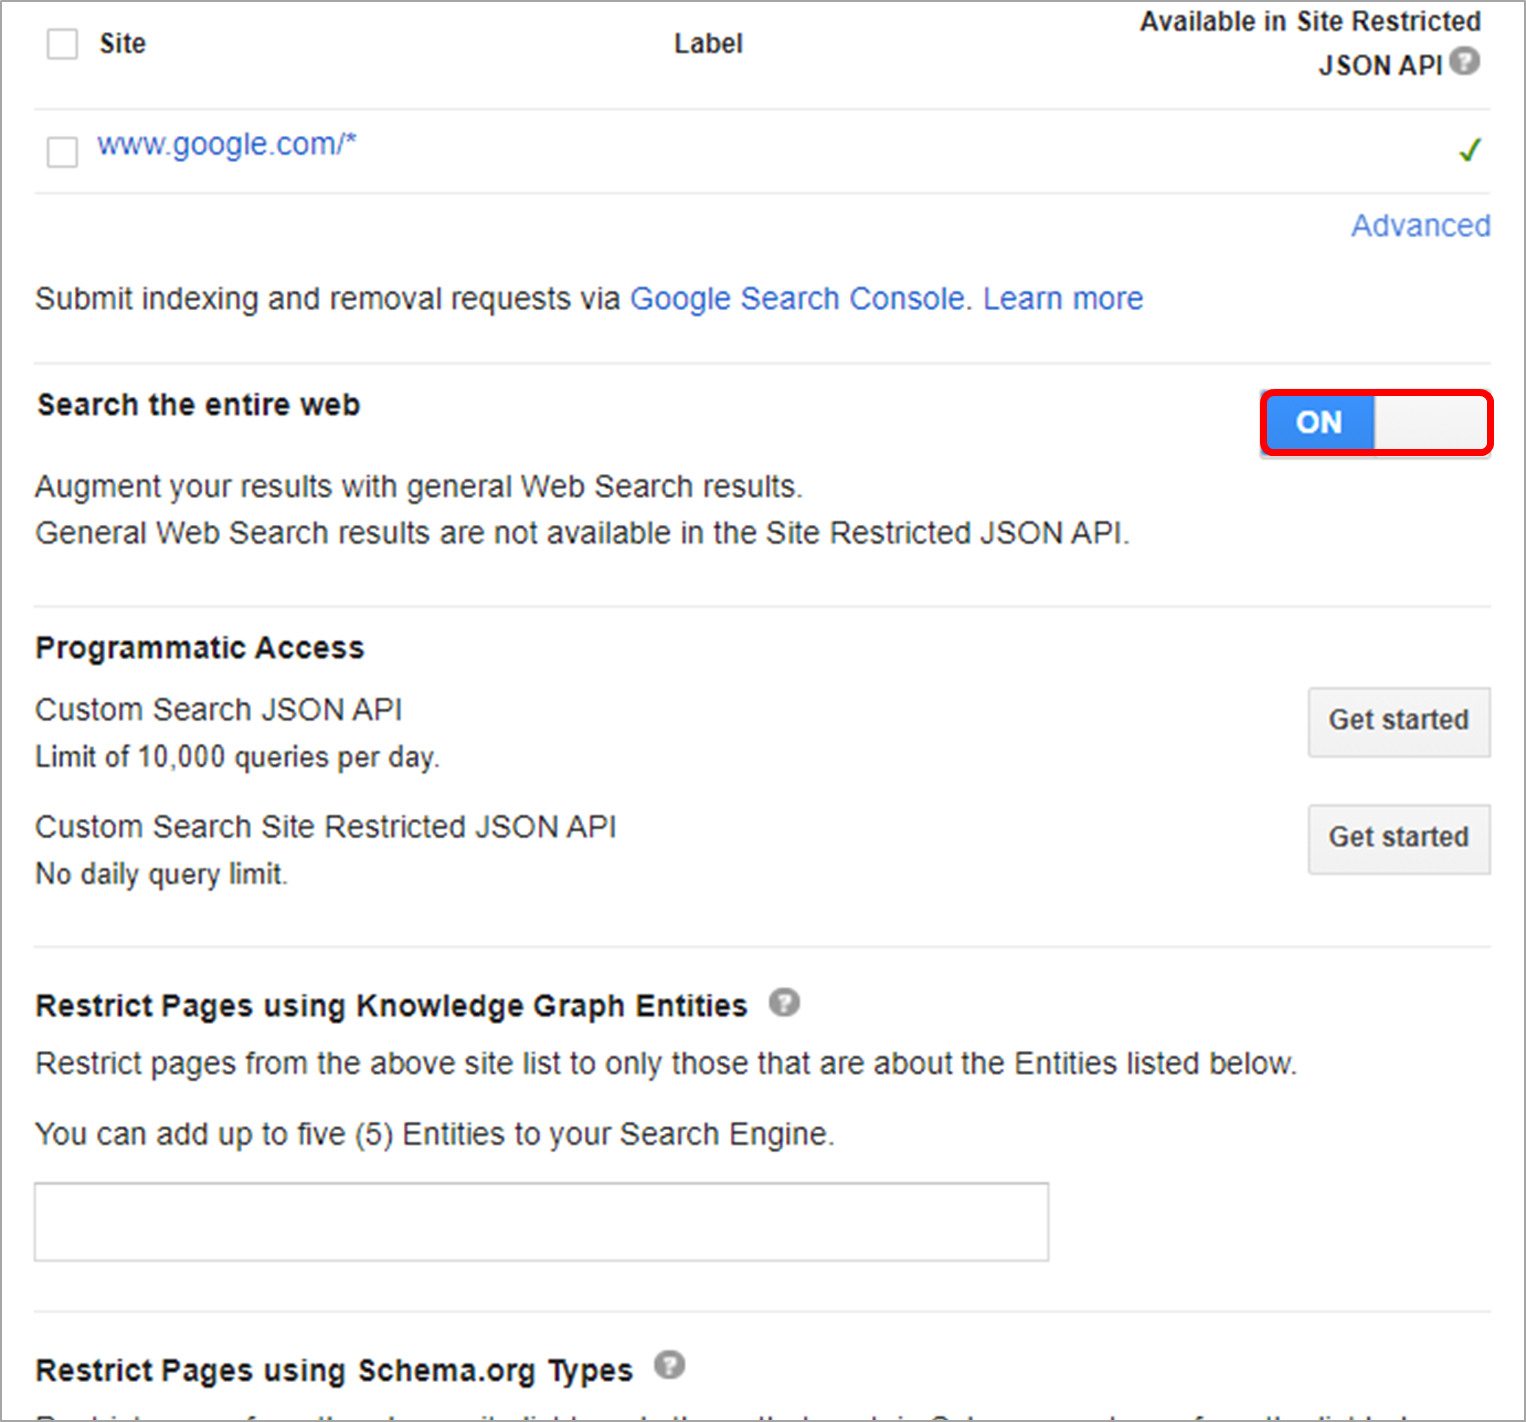 Site Label Available in Site Restricted
JSON API ?
www.google.com/* ✓
Advanced
Submit indexing and removal requests via Google Search Console. Learn more
Search the entire web ON
Augment your results with general Web Search results.
General Web Search results are not available in the Site Restricted JSON API.
Programmatic Access
Custom Search JSON API Get started
Limit of 10,000 queries per day.
Custom Search Site Restricted JSON API Get started
No daily query limit.
Restrict Pages using Knowledge Graph Entities ?
Restrict pages from the above site list to only those that are about the Entities listed below.
You can add up to five (5) Entities to your Search Engine.
Restrict Pages using Schema.org Types ?